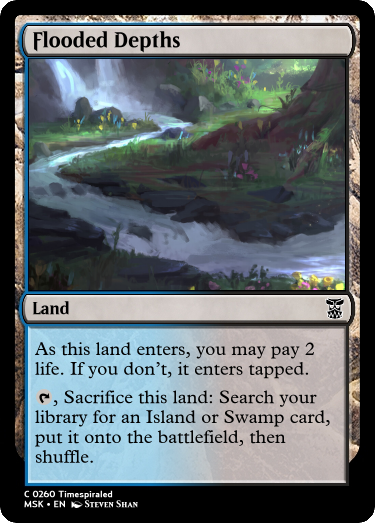 Flooded Depths
Land
As this land enters, you may pay 2
life. If you don't, it enters tapped.
, Sacrifice this land: Search your
library for an Island or Swamp card,
put it onto the battlefield, then
shuffle.
C 0260 Timespiraled
MSK • EN Steven Shan